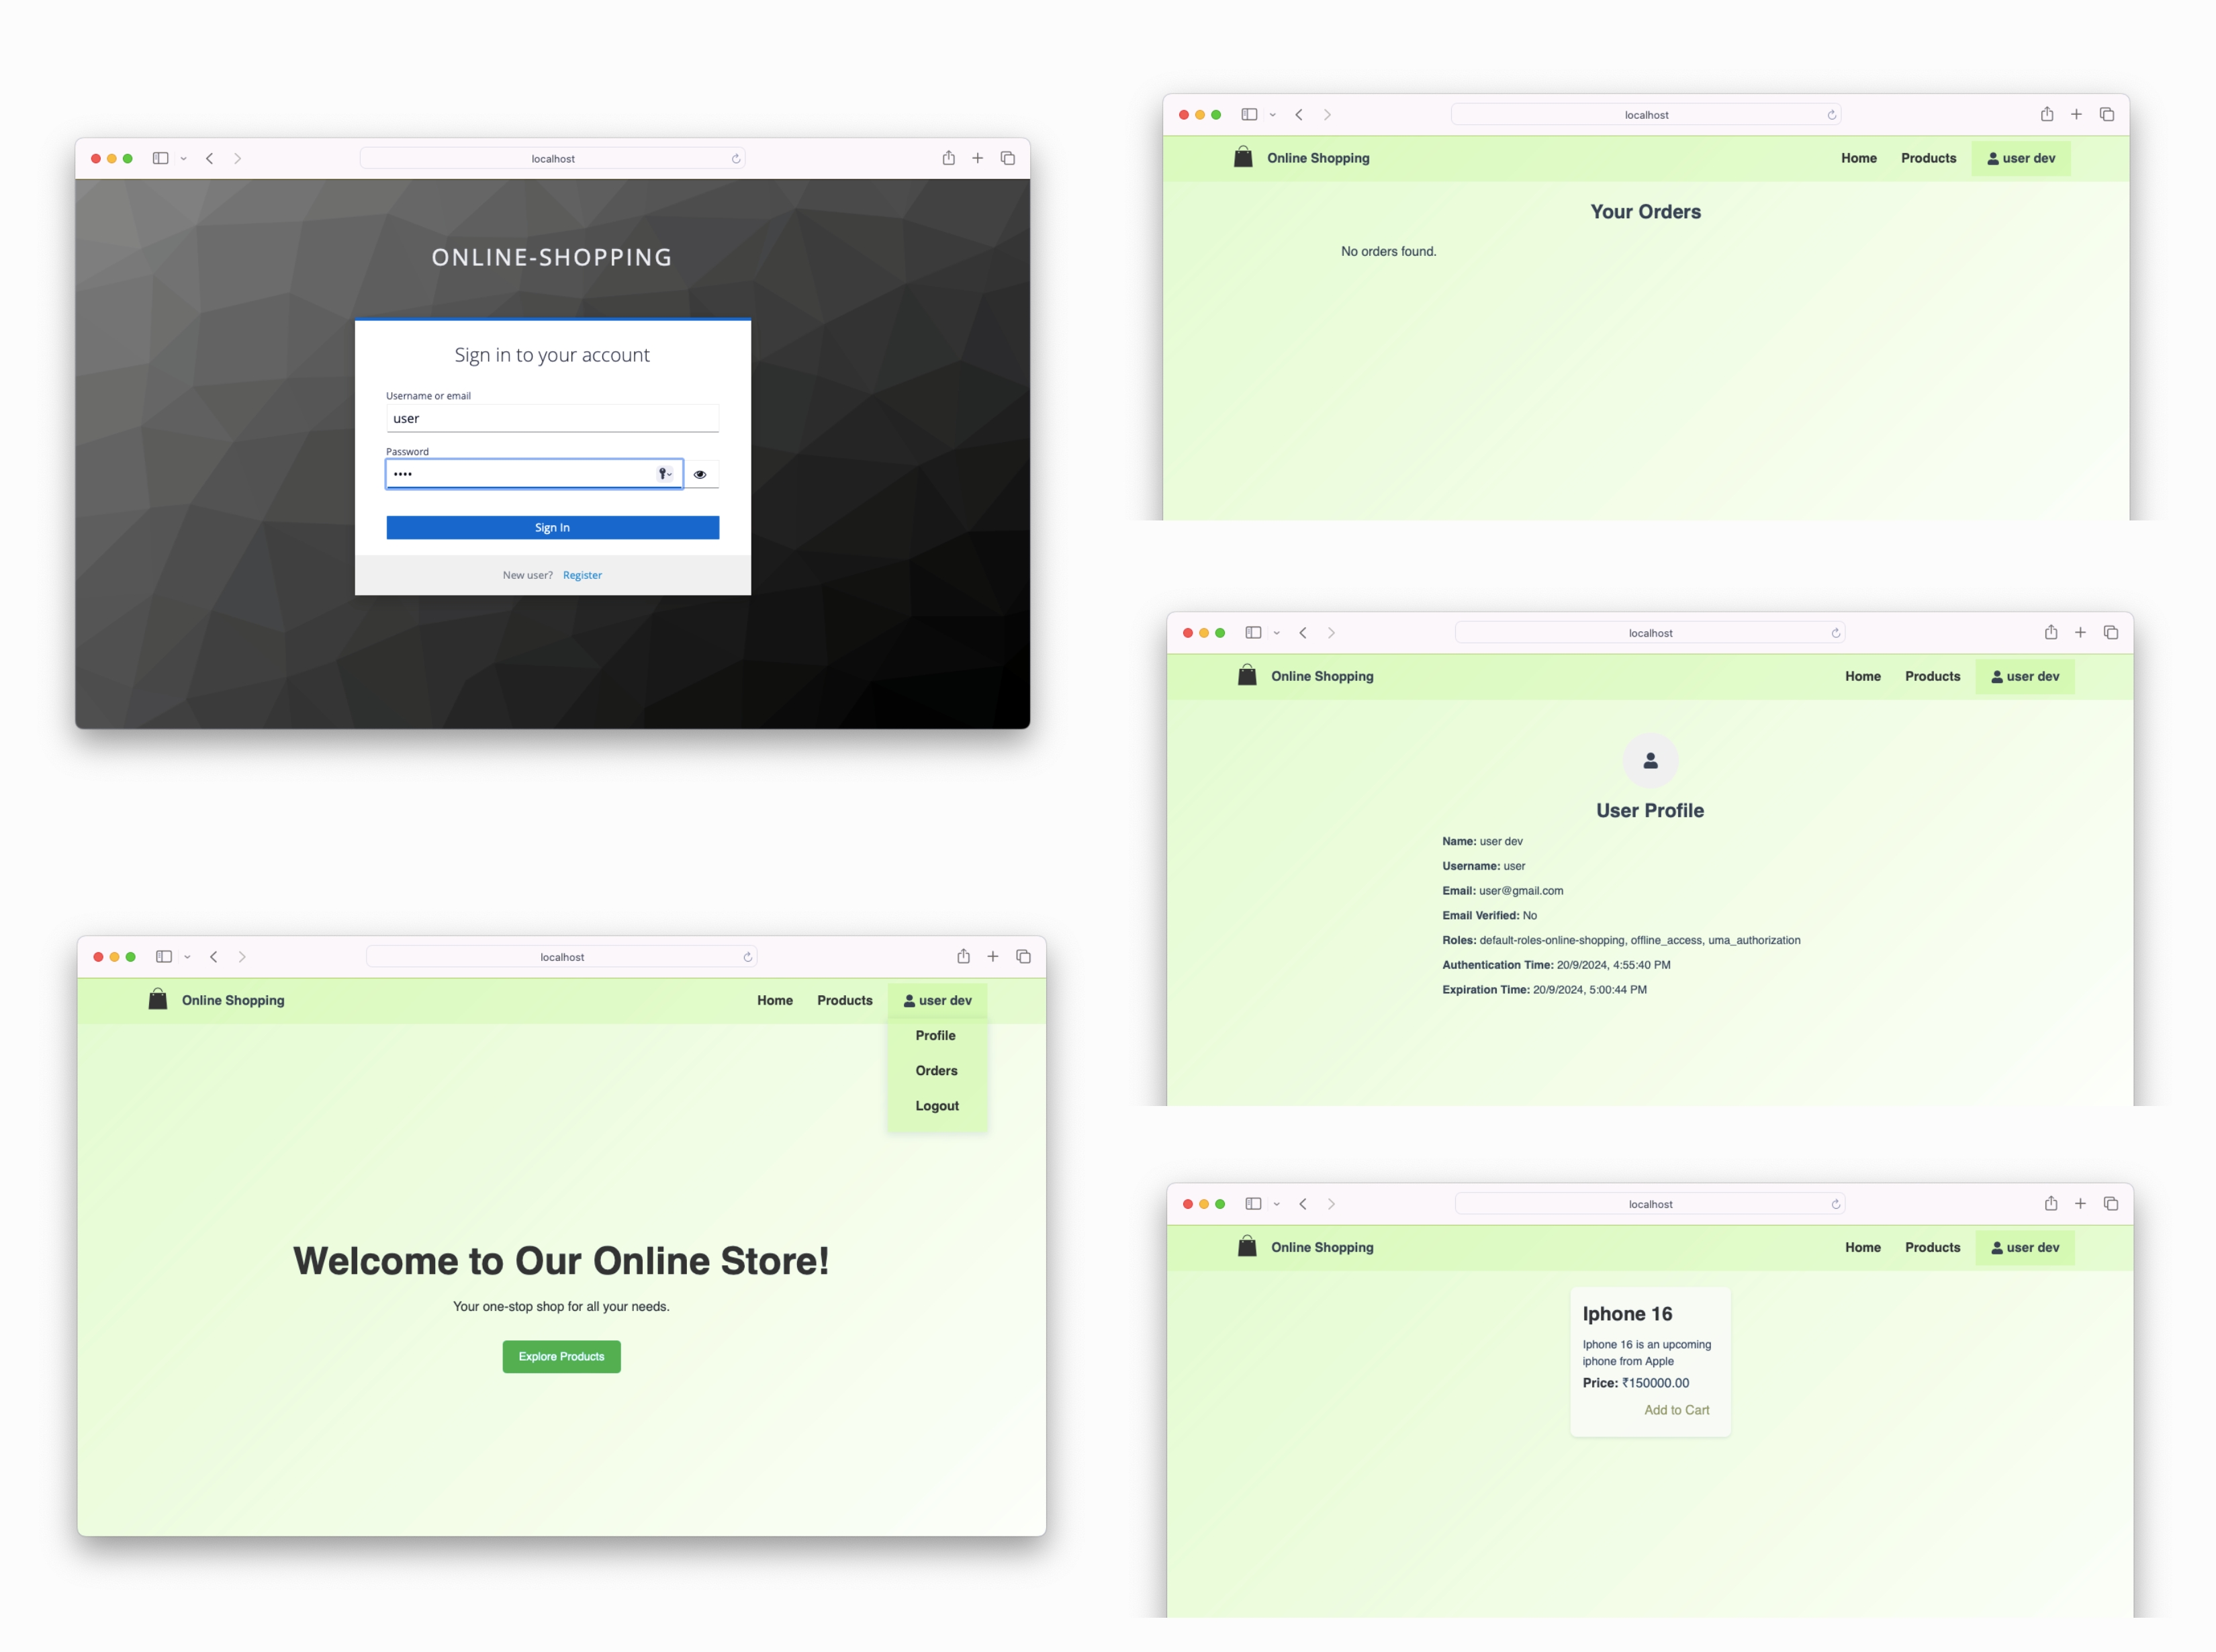 localhost
ONLINE-SHOPPING
Sign in to your account
Username or email
user
Password
••••
Sign In
New user? Register
localhost
Online Shopping Home Products user dev
Profile
Orders
Logout
Welcome to Our Online Store!
Your one-stop shop for all your needs.
Explore Products
localhost
Online Shopping Home Products user dev
Your Orders
No orders found.
localhost
Online Shopping Home Products user dev
User Profile
Name: user dev
Username: user
Email: user@gmail.com
Email Verified: No
Roles: default-roles-online-shopping, offline_access, uma_authorization
Authentication Time: 20/9/2024, 4:55:40 PM
Expiration Time: 20/9/2024, 5:00:44 PM
localhost
Online Shopping Home Products user dev
Iphone 16
Iphone 16 is an upcoming
iphone from Apple
Price: ₹150000.00
Add to Cart